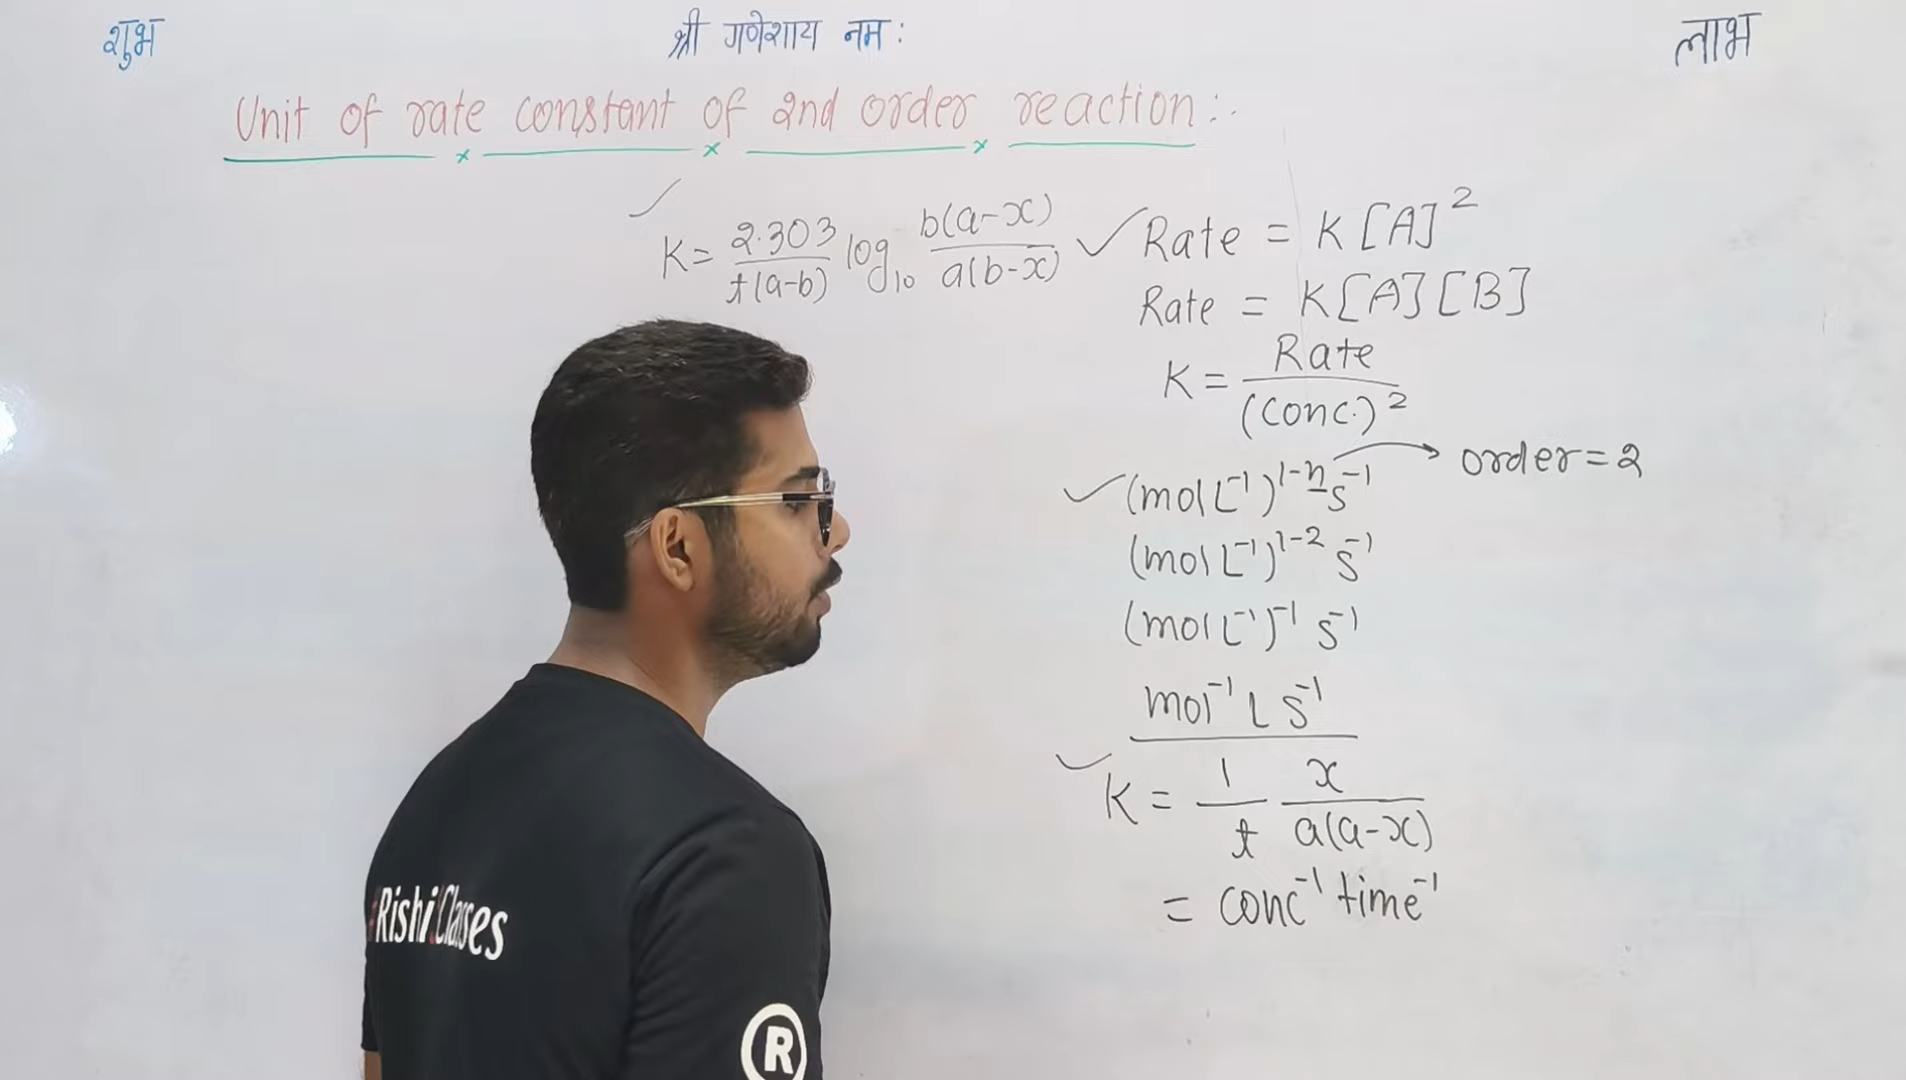 शुभ
श्री गणेशाय नमः
लाभ
Unit of rate constant of 2nd order reaction:-
K = 2.303/t(a-b) log₁₀ b(a-x)/a(b-x)
✓ Rate = K[A]²
Rate = K[A][B]
K = Rate/(Conc.)²
✓ (mol L⁻¹)¹⁻ⁿ s⁻¹ → order = 2
(mol L⁻¹)¹⁻² s⁻¹
(mol L⁻¹)⁻¹ s⁻¹
mol⁻¹ L s⁻¹
✓ K = 1/t x/a(a-x)
= conc⁻¹ time⁻¹
#Rishi Classes
®